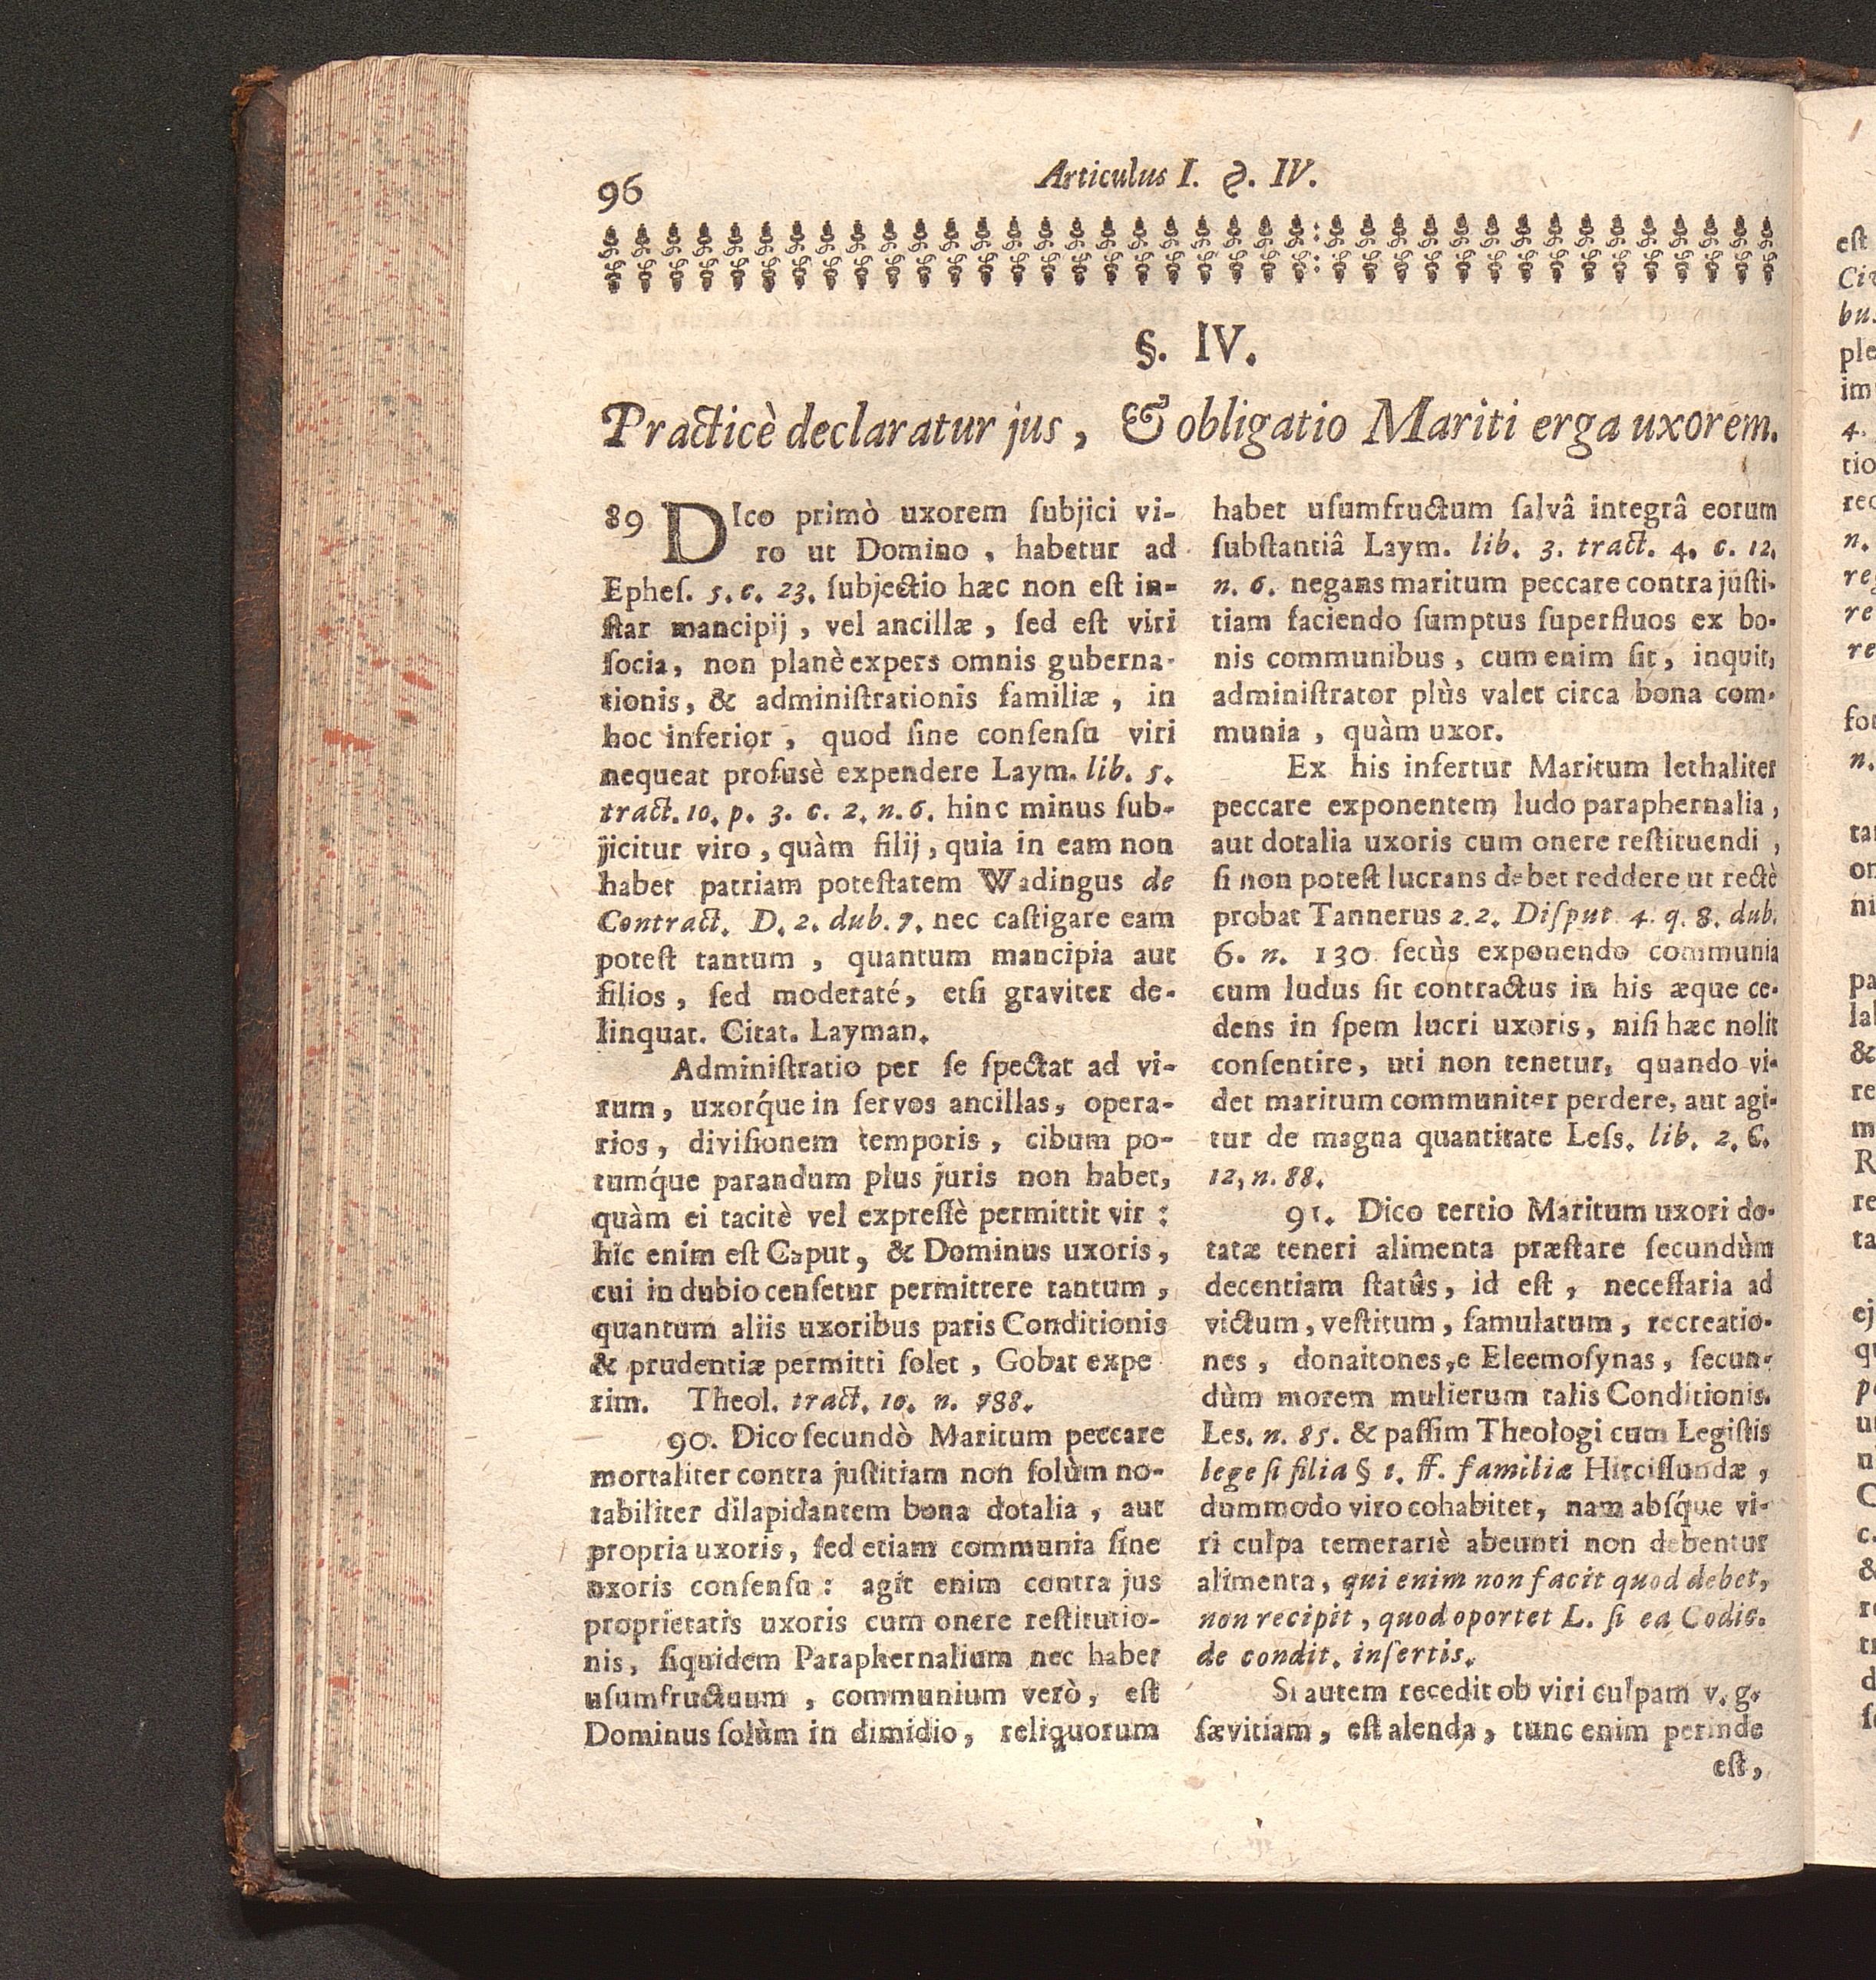 96
Articulus I. §. IV.
§. IV.
Practicè declaratur jus, & obligatio Mariti erga uxorem.
89 DIco primò uxorem ſubjici vi-
ro ut Domino, habetur ad
Epheſ. 5. c. 23. ſubjectio hæc non eſt in-
ſtar mancipij, vel ancillæ, ſed eſt viri
ſocia, non planè expers omnis guberna-
tionis, & adminiſtrationis familiæ, in
hoc inferior, quod ſine conſenſu viri
nequeat profusè expendere Laym. lib. 5.
tract. 10. p. 3. c. 2. n. 6. hinc minus ſub-
jicitur viro, quàm filij, quia in eam non
habet patriam poteſtatem Wadingus de
Contract. D. 2. dub. 7. nec caſtigare eam
poteſt tantum, quantum mancipia aut
filios, ſed moderaté, etſi graviter de-
linquat. Citat. Layman.
Adminiſtratio per ſe ſpectat ad vi-
rum, uxorq́ue in ſervos ancillas, opera-
rios, diviſionem temporis, cibum po-
tumq́ue parandum plus juris non habet,
quàm ei tacitè vel expreſſè permittit vir:
hîc enim eſt Caput, & Dominus uxoris,
cui in dubio cenſetur permittere tantum,
quantum aliis uxoribus paris Conditionis
& prudentiæ permitti ſolet, Gobat expe
rim. Theol. tract. 10. n. 788.
90. Dico ſecundò Maritum peccare
mortaliter contra juſtitiam non ſolùm no-
tabiliter dilapidantem bona dotalia, aut
propria uxoris, ſed etiam communia ſine
uxoris conſenſu: agit enim contra jus
proprietatis uxoris cum onere reſtitutio-
nis, ſiquidem Paraphernalium nec habet
uſumfructuum, communium verò, eſt
Dominus ſolùm in dimidio, reliquorum
habet uſumfructum ſalvâ integrâ eorum
ſubſtantiâ Laym. lib. 3. tract. 4. c. 12.
n. 6. negans maritum peccare contra juſti-
tiam faciendo ſumptus ſuperfluos ex bo-
nis communibus, cum enim ſit, inquit,
adminiſtrator plùs valet circa bona com-
munia, quàm uxor.
Ex his infertur Maritum lethaliter
peccare exponentem ludo paraphernalia,
aut dotalia uxoris cum onere reſtituendi,
ſi non poteſt lucrans debet reddere ut rectè
probat Tannerus 2.2. Diſput. 4. q. 8. dub.
6. n. 130. ſecùs exponendo communia
cum ludus ſit contractus in his æque ce-
dens in ſpem lucri uxoris, niſi hæc nolit
conſentire, uti non tenetur, quando vi-
det maritum communiter perdere, aut agi-
tur de magna quantitate Leſs. lib. 2. C.
12, n. 88.
91. Dico tertio Maritum uxori do-
tatæ teneri alimenta præſtare ſecundùm
decentiam ſtatûs, id eſt, neceſſaria ad
victum, veſtitum, famulatum, recreatio-
nes, donaitones,e Eleemoſynas, ſecun-
dùm morem mulierum talis Conditionis.
Les. n. 85. & paſſim Theologi cum Legiſtis
lege ſi filia § 1. ff. familiæ Hirciſſundæ,
dummodo viro cohabitet, nam abſq́ue vi-
ri culpa temerariè abeunti non debentur
alimenta, qui enim non facit quod debet,
non recipit, quod oportet L. ſi ea Codic.
de condit. inſertis.
Si autem recedit ob viri culpam v. g.
ſævitiam, eſt alenda, tunc enim perinde
eſt,